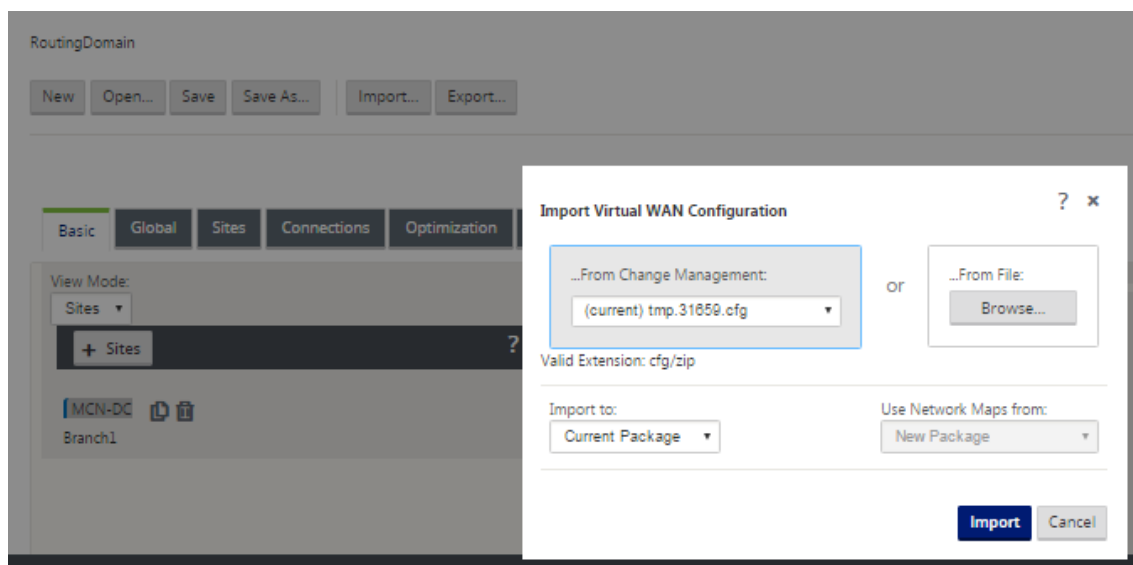 RoutingDomain
New Open... Save Save As... Import... Export...
Basic Global Sites Connections Optimization
View Mode:
Sites
+ Sites ?
MCN-DC
Branch1
Import Virtual WAN Configuration ? ×
...From Change Management:
(current) tmp.31659.cfg
or
...From File:
Browse...
Valid Extension: cfg/zip
Import to:
Current Package
Use Network Maps from:
New Package
Import Cancel